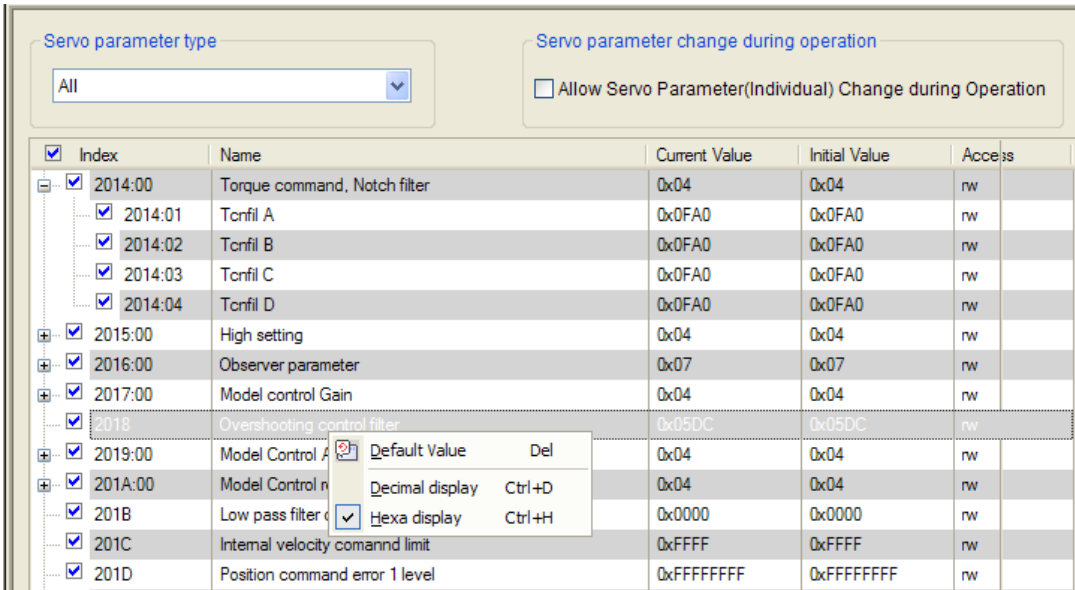 Servo parameter type
Servo parameter change during operation
All
Allow Servo Parameter(Individual) Change during Operation
Index Name Current Value Initial Value Access
2014:00 Torque command, Notch filter 0x04 0x04 rw
2014:01 Tcnfil A 0x0FA0 0x0FA0 rw
2014:02 Tcnfil B 0x0FA0 0x0FA0 rw
2014:03 Tcnfil C 0x0FA0 0x0FA0 rw
2014:04 Tcnfil D 0x0FA0 0x0FA0 rw
2015:00 High setting 0x04 0x04 rw
2016:00 Observer parameter 0x07 0x07 rw
2017:00 Model control Gain 0x04 0x04 rw
2018 Overshooting control filter 0x05DC 0x05DC rw
2019:00 Model Control A 0x04 0x04 rw
Default Value Del
201A:00 Model Control r 0x04 0x04 rw
Decimal display Ctrl+D
201B Low pass filter 0x0000 0x0000 rw
Hexa display Ctrl+H
201C Internal velocity comannd limit 0xFFFF 0xFFFF rw
201D Position command error 1 level 0xFFFFFFFF 0xFFFFFFFF rw